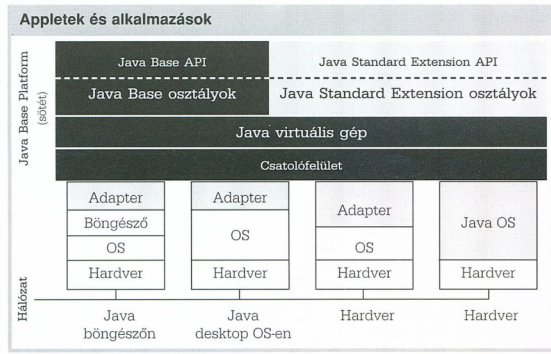 Appletek és alkalmazások
Java Base Platform
(sötét)
Java Base API
Java Standard Extension API
Java Base osztályok
Java Standard Extension osztályok
Java virtuális gép
Csatolófelület
Adapter
Böngésző
OS
Hardver
Adapter
OS
Hardver
Adapter
OS
Hardver
Java OS
Hardver
Hálózat
Java
böngészőn
Java
desktop OS-en
Hardver
Hardver